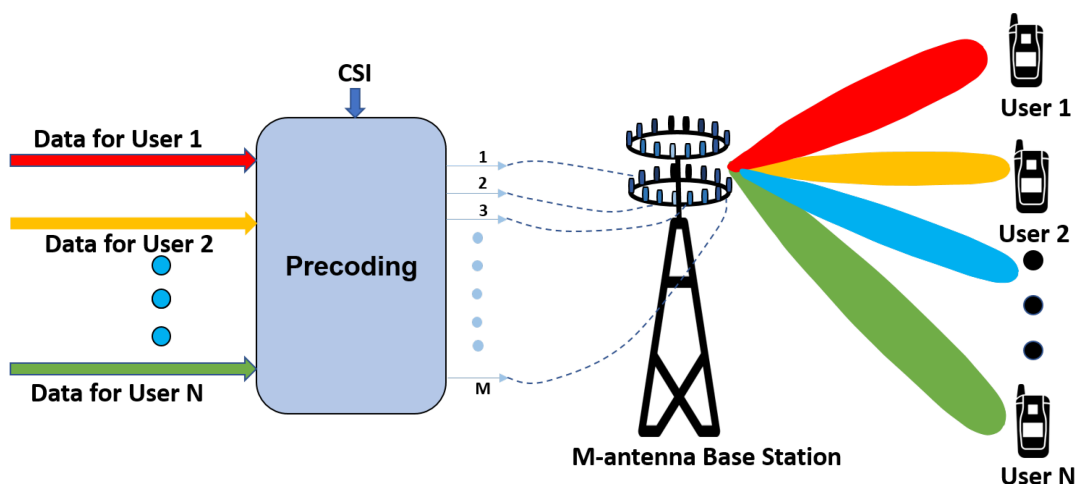 CSI
Data for User 1
Data for User 2
Data for User N
Precoding
1
2
3
M
M-antenna Base Station
User 1
User 2
User N